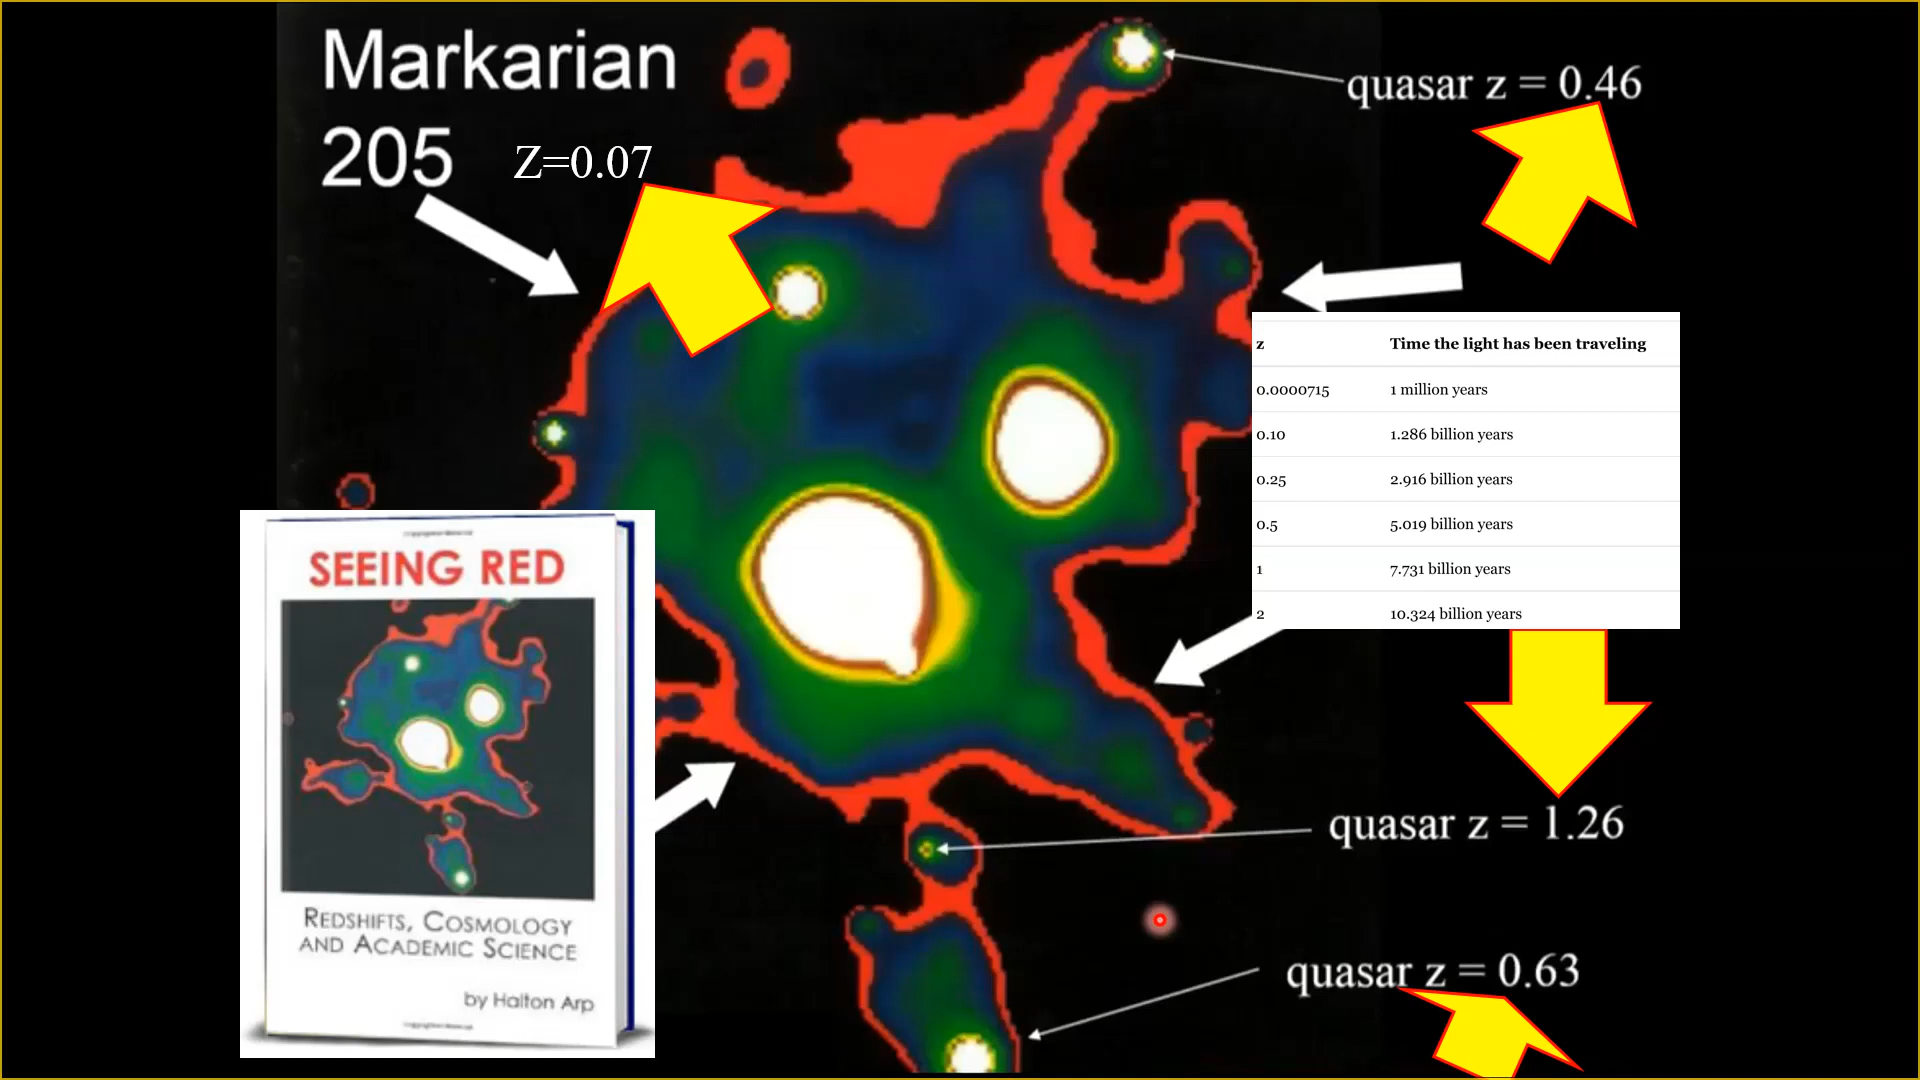 Markarian
205
Z=0.07
quasar z = 0.46
z Time the light has been traveling
0.0000715 1 million years
0.10 1.286 billion years
0.25 2.916 billion years
0.5 5.019 billion years
1 7.731 billion years
2 10.324 billion years
SEEING RED
REDSHIFTS, COSMOLOGY
AND ACADEMIC SCIENCE
by Halton Arp
quasar z = 1.26
quasar z = 0.63